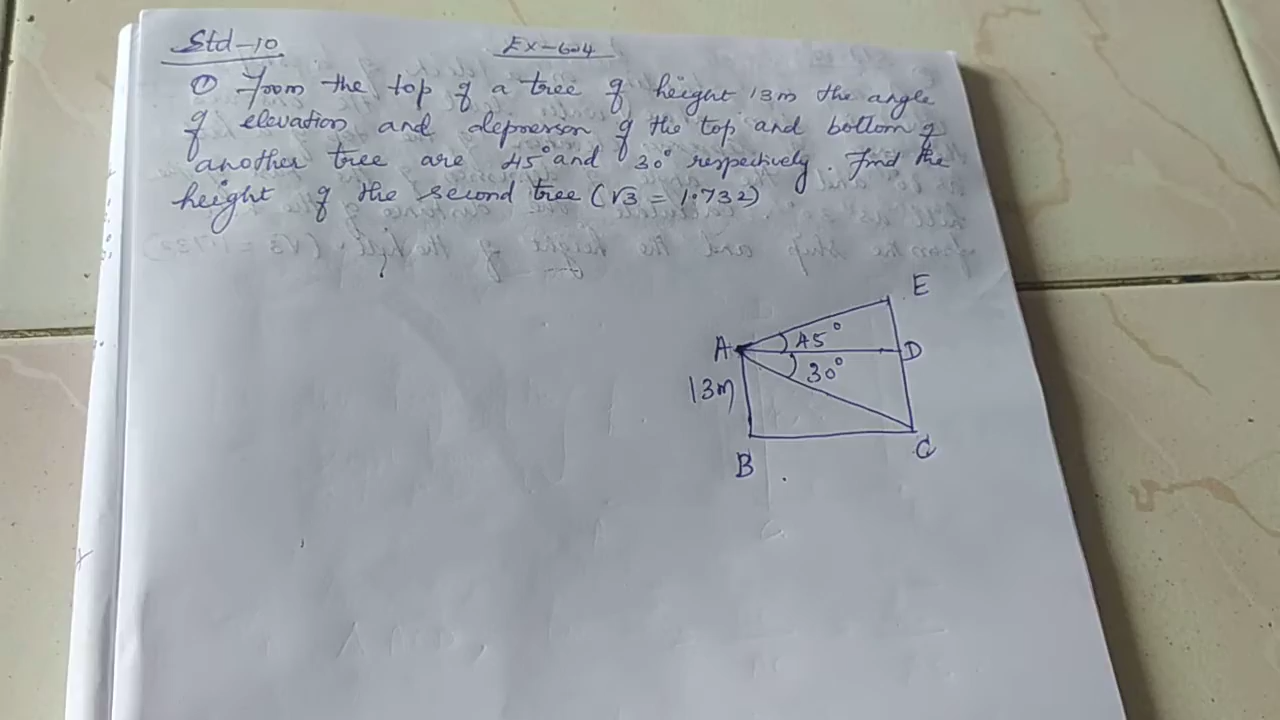 Std-10
Ex-6.4
① From the top of a tree of height 13m the angle
of elevation and depression of the top and bottom of
another tree are 45° and 30° respectively. Find the
height of the second tree (√3 = 1.732)
E
A
45°
D
30°
13m
B
C